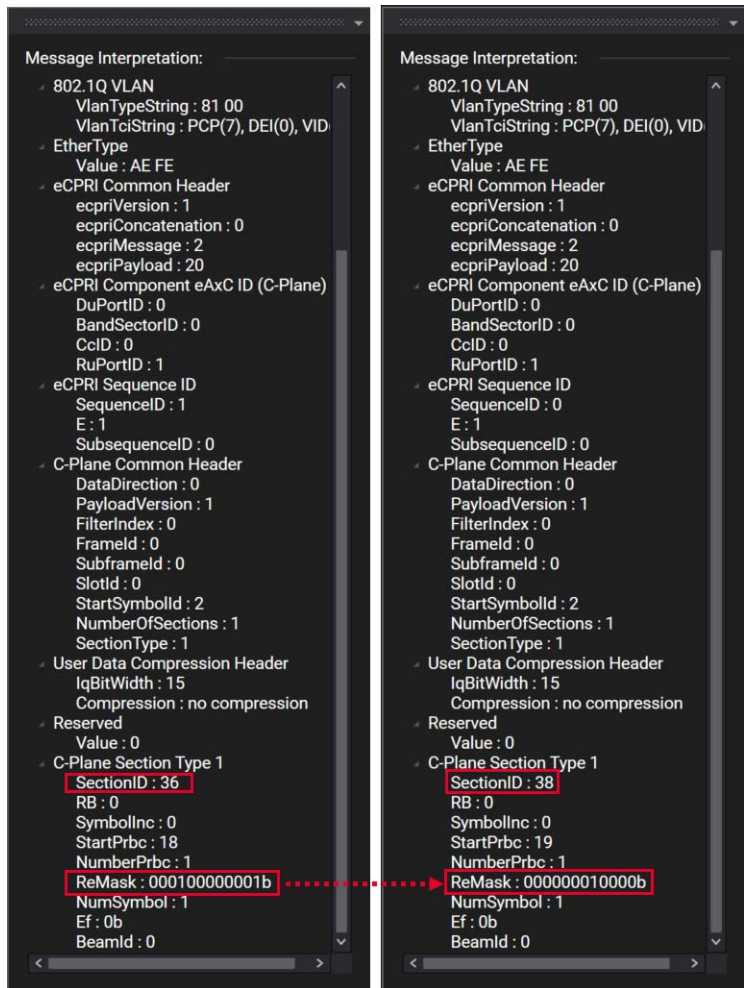 Message Interpretation:
802.1Q VLAN
VlanTypeString : 81 00
VlanTciString : PCP(7), DEI(0), VID
EtherType
Value : AE FE
eCPRI Common Header
ecpriVersion : 1
ecpriConcatenation : 0
ecpriMessage : 2
ecpriPayload : 20
eCPRI Component eAxC ID (C-Plane)
DuPortID : 0
BandSectorID : 0
CcID : 0
RuPortID : 1
eCPRI Sequence ID
SequenceID : 1
E : 1
SubsequenceID : 0
C-Plane Common Header
DataDirection : 0
PayloadVersion : 1
FilterIndex : 0
FrameId : 0
SubframeId : 0
SlotId : 0
StartSymbolId : 2
NumberOfSections : 1
SectionType : 1
User Data Compression Header
IqBitWidth : 15
Compression : no compression
Reserved
Value : 0
C-Plane Section Type 1
SectionID : 36
RB : 0
SymbolInc : 0
StartPrbc : 18
NumberPrbc : 1
ReMask : 000100000001b
NumSymbol : 1
Ef : 0b
BeamId : 0
Message Interpretation:
802.1Q VLAN
VlanTypeString : 81 00
VlanTciString : PCP(7), DEI(0), VID
EtherType
Value : AE FE
eCPRI Common Header
ecpriVersion : 1
ecpriConcatenation : 0
ecpriMessage : 2
ecpriPayload : 20
eCPRI Component eAxC ID (C-Plane)
DuPortID : 0
BandSectorID : 0
CcID : 0
RuPortID : 1
eCPRI Sequence ID
SequenceID : 0
E : 1
SubsequenceID : 0
C-Plane Common Header
DataDirection : 0
PayloadVersion : 1
FilterIndex : 0
FrameId : 0
SubframeId : 0
SlotId : 0
StartSymbolId : 2
NumberOfSections : 1
SectionType : 1
User Data Compression Header
IqBitWidth : 15
Compression : no compression
Reserved
Value : 0
C-Plane Section Type 1
SectionID : 38
RB : 0
SymbolInc : 0
StartPrbc : 19
NumberPrbc : 1
ReMask : 000000010000b
NumSymbol : 1
Ef : 0b
BeamId : 0